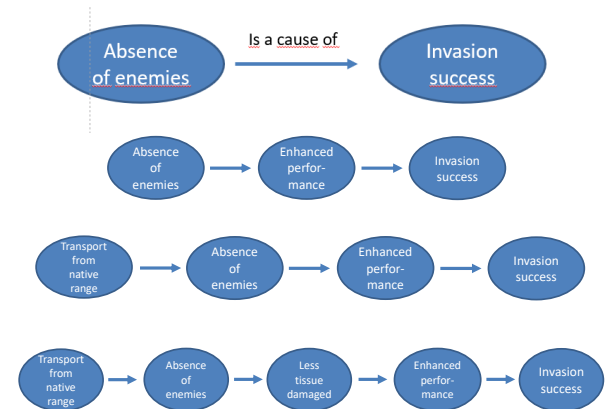 Absence
of enemies
Is a cause of
Invasion
success
Absence
of
enemies
Enhanced
perfor-
mance
Invasion
success
Transport
from
native
range
Absence
of
enemies
Enhanced
perfor-
mance
Invasion
success
Transport
from
native
range
Absence
of
enemies
Less
tissue
damaged
Enhanced
perfor-
mance
Invasion
success